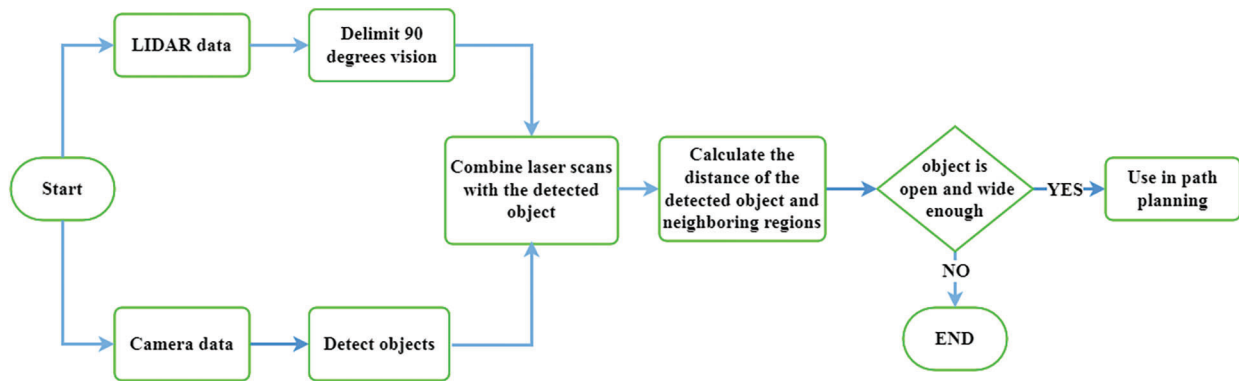 LIDAR data
Delimit 90
degrees vision
Start
Combine laser scans
with the detected
object
Calculate the
distance of the
detected object and
neighboring regions
object is
open and wide
enough
YES
Use in path
planning
NO
END
Camera data
Detect objects